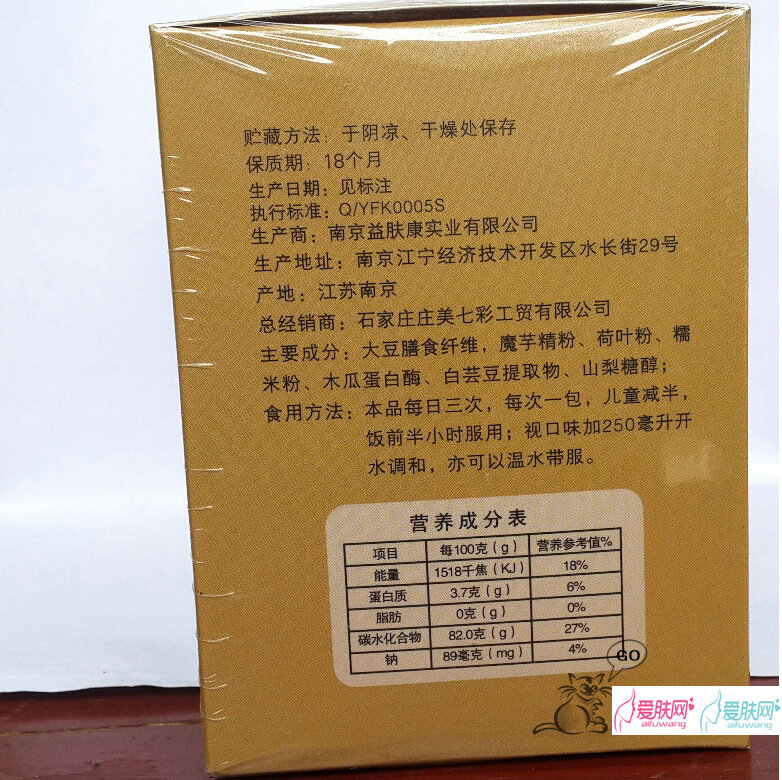 贮藏方法：于阴凉、干燥处保存
保质期：18个月
生产日期：见标注
执行标准：Q/YFK0005S
生产商：南京益肤康实业有限公司
生产地址：南京江宁经济技术开发区水长街29号
产地：江苏南京
总经销商：石家庄庄美七彩工贸有限公司
主要成分：大豆膳食纤维，魔芋精粉、荷叶粉、糯
米粉、木瓜蛋白酶、白芸豆提取物、山梨糖醇；
食用方法：本品每日三次，每次一包，儿童减半，
饭前半小时服用；视口味加250毫升开
水调和，亦可以温水带服。
营养成分表
项目 每100克（g） 营养参考值%
能量 1518千焦（KJ） 18%
蛋白质 3.7克（g） 6%
脂肪 0克（g） 0%
碳水化合物 82.0克（g） 27%
钠 89毫克（mg） 4%
GO
爱肤网 爱肤网
aifuwang aifuwang